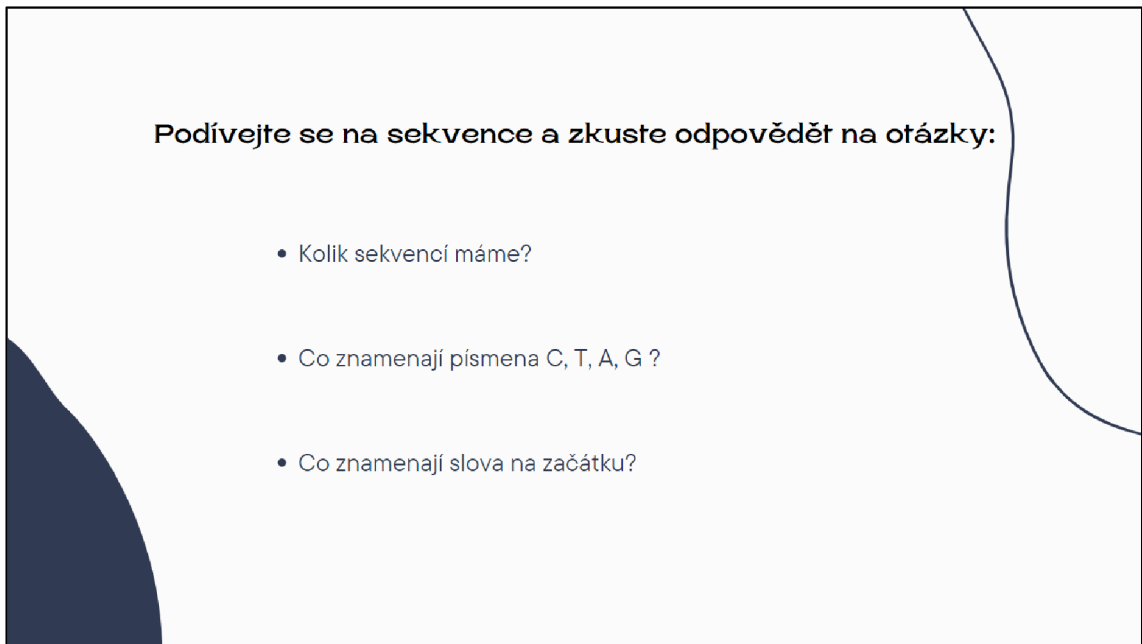 Podívejte se na sekvence a zkuste odpovědět na otázky:
• Kolik sekvencí máme?
• Co znamenají písmena C, T, A, G ?
• Co znamenají slova na začátku?